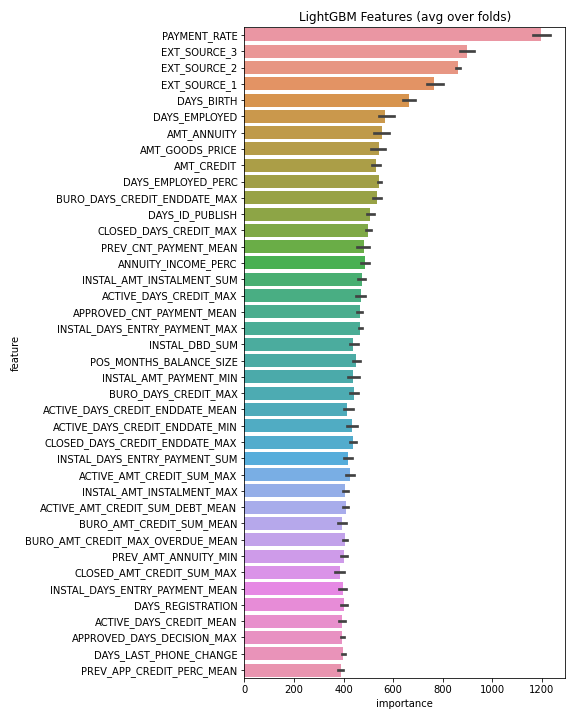 LightGBM Features (avg over folds)
PAYMENT_RATE
EXT_SOURCE_3
EXT_SOURCE_2
EXT_SOURCE_1
DAYS_BIRTH
DAYS_EMPLOYED
AMT_ANNUITY
AMT_GOODS_PRICE
AMT_CREDIT
DAYS_EMPLOYED_PERC
BURO_DAYS_CREDIT_ENDDATE_MAX
DAYS_ID_PUBLISH
CLOSED_DAYS_CREDIT_MAX
PREV_CNT_PAYMENT_MEAN
ANNUITY_INCOME_PERC
INSTAL_AMT_INSTALMENT_SUM
ACTIVE_DAYS_CREDIT_MAX
APPROVED_CNT_PAYMENT_MEAN
INSTAL_DAYS_ENTRY_PAYMENT_MAX
INSTAL_DBD_SUM
POS_MONTHS_BALANCE_SIZE
INSTAL_AMT_PAYMENT_MIN
BURO_DAYS_CREDIT_MAX
ACTIVE_DAYS_CREDIT_ENDDATE_MEAN
ACTIVE_DAYS_CREDIT_ENDDATE_MIN
CLOSED_DAYS_CREDIT_ENDDATE_MAX
INSTAL_DAYS_ENTRY_PAYMENT_SUM
ACTIVE_AMT_CREDIT_SUM_MAX
INSTAL_AMT_INSTALMENT_MAX
ACTIVE_AMT_CREDIT_SUM_DEBT_MEAN
BURO_AMT_CREDIT_SUM_MEAN
BURO_AMT_CREDIT_MAX_OVERDUE_MEAN
PREV_AMT_ANNUITY_MIN
CLOSED_AMT_CREDIT_SUM_MAX
INSTAL_DAYS_ENTRY_PAYMENT_MEAN
DAYS_REGISTRATION
ACTIVE_DAYS_CREDIT_MEAN
APPROVED_DAYS_DECISION_MAX
DAYS_LAST_PHONE_CHANGE
PREV_APP_CREDIT_PERC_MEAN
feature
0 200 400 600 800 1000 1200
importance